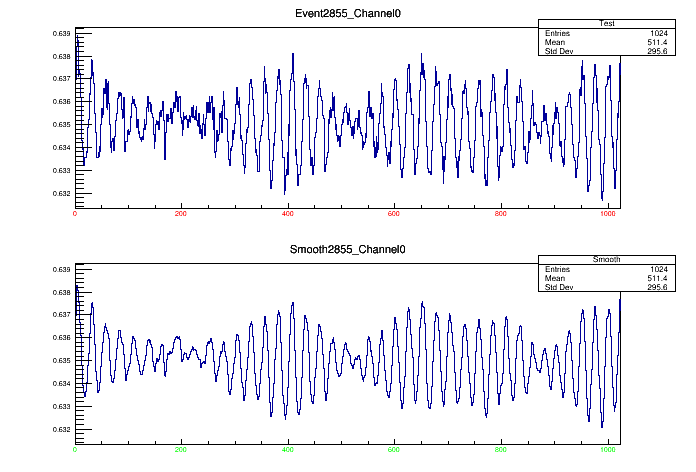 Event2855_Channel0
Test
Entries 1024
Mean 511.4
Std Dev 295.6
0.639
0.638
0.637
0.636
0.635
0.634
0.633
0.632
0 200 400 600 800 1000
Smooth2855_Channel0
Smooth
Entries 1024
Mean 511.4
Std Dev 295.6
0.639
0.638
0.637
0.636
0.635
0.634
0.633
0.632
0 200 400 600 800 1000